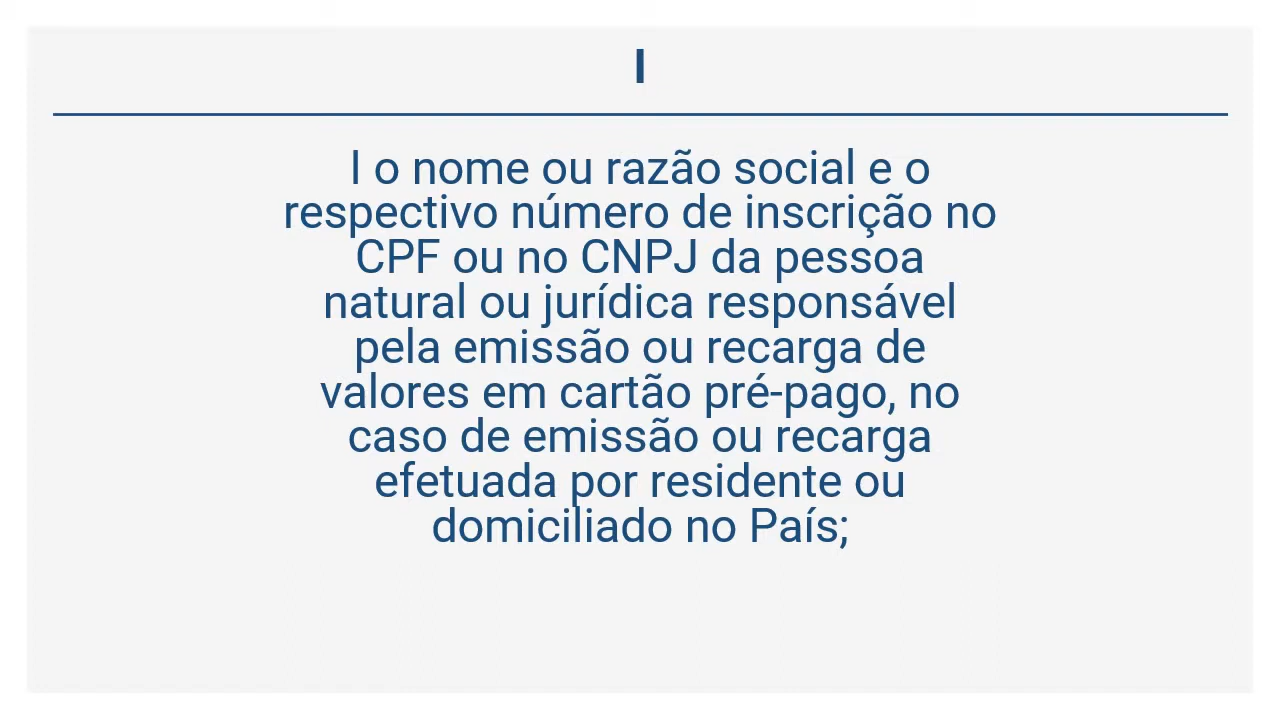 I
I o nome ou razão social e o
respectivo número de inscrição no
CPF ou no CNPJ da pessoa
natural ou jurídica responsável
pela emissão ou recarga de
valores em cartão pré-pago, no
caso de emissão ou recarga
efetuada por residente ou
domiciliado no País;